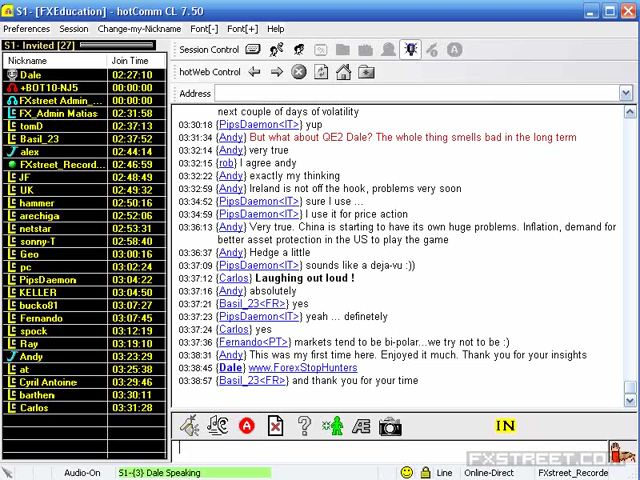 S1- [FXEducation] - hotComm CL 7.50
Preferences Session Change-my-Nickname Font[-] Font[+] Help
S1- Invited [27]
Session Control
Nickname Join Time
hotWeb Control
Address
Dale 02:27:10
+BOT10-NJ5 00:00:00
FXstreet Admin_... 00:00:00
FX_Admin Matias 02:31:58
tomD 02:37:13
Basil_23 02:37:52
alex 02:44:14
FXstreet_Record... 02:46:59
JF 02:48:49
UK 02:49:32
hammer 02:50:16
arechiga 02:52:06
netstar 02:53:31
sonny-T 02:58:40
Geo 03:00:16
pc 03:02:24
PipsDaemon 03:04:22
KELLER 03:04:50
bucko81 03:07:27
Fernando 03:07:45
spock 03:12:19
Ray 03:19:10
Andy 03:23:29
at 03:25:38
Cyril Antoine 03:29:46
barthen 03:30:11
Carlos 03:31:28
next couple of days of volatility
03:30:18 {PipsDaemon<IT>} yup
03:31:34 {Andy} But what about QE2 Dale? The whole thing smells bad in the long term
03:32:14 {Andy} very true
03:32:15 {rob} I agree andy
03:32:22 {Andy} exactly my thinking
03:32:59 {Andy} Ireland is not off the hook, problems very soon
03:34:52 {PipsDaemon<IT>} sure I use ...
03:34:59 {PipsDaemon<IT>} I use it for price action
03:36:13 {Andy} Very true. China is starting to have its own huge problems. Inflation, demand for
better asset protection in the US to play the game
03:36:37 {Andy} Hedge a little
03:37:09 {PipsDaemon<IT>} sounds like a deja-vu :))
03:37:12 {Carlos} Laughing out loud !
03:37:16 {Andy} absolutely
03:37:21 {Basil_23<FR>} yes
03:37:23 {PipsDaemon<IT>} yeah ... definetely
03:37:24 {Carlos} yes
03:37:36 {Fernando<PT>} markets tend to be bi-polar...we try not to be :)
03:38:31 {Andy} This was my first time here. Enjoyed it much. Thank you for your insights
03:38:45 {Dale} www.ForexStopHunters
03:38:57 {Basil_23<FR>} and thank you for your time
IN
FXSTREET.COM
Audio-On S1-{3} Dale Speaking Line Online-Direct FXstreet_Recorde